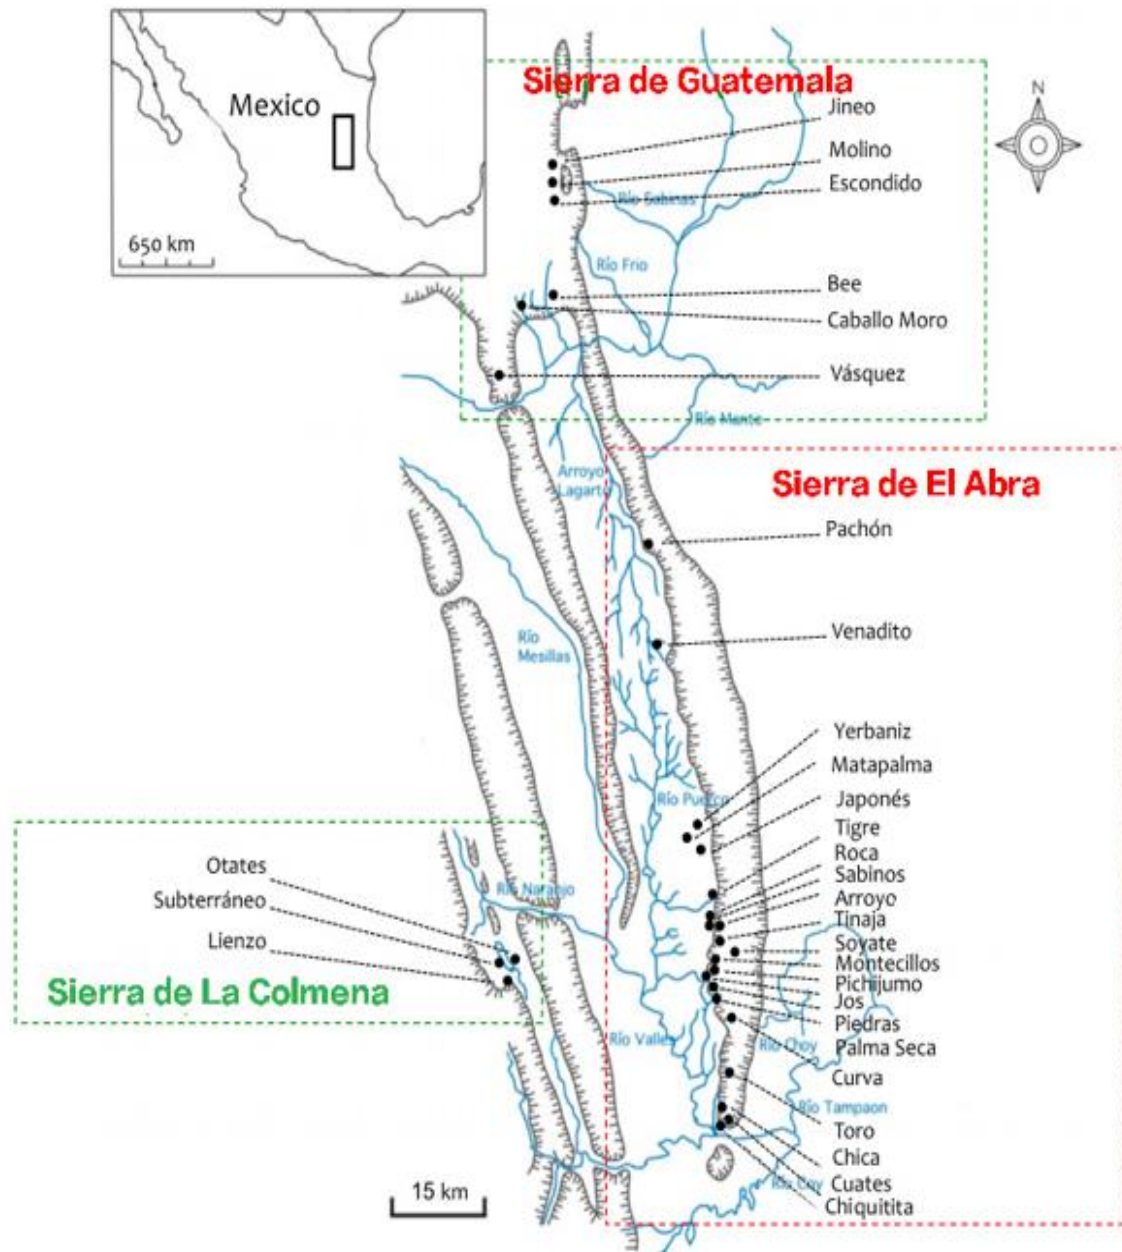 Sierra de Guatemala
N
Mexico
650 km
Jineo
Molino
Escondido
Río Sabinas
Río Frio
Bee
Caballo Moro
Vásquez
Río Mante
Arroyo
Lagarto
Sierra de El Abra
Pachón
Venadito
Río
Mesillas
Yerbaniz
Matapalma
Río Puerco
Japonés
Tigre
Roca
Sabinos
Arroyo
Tinaja
Soyate
Montecillos
Pichijumo
Jos
Piedras
Palma Seca
Curva
Toro
Chica
Cuates
Chiquitita
Otates
Subterráneo
Lienzo
Río Naranjo
Sierra de La Colmena
Río Valles
Río Choy
Río Tampaon
Río Coy
15 km